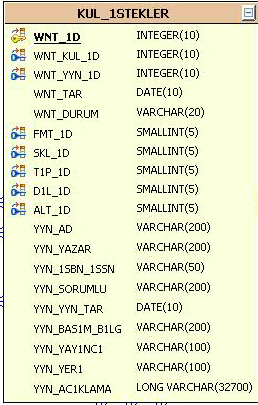 KUL_1STEKLER
WNT_1D INTEGER(10)
WNT_KUL_1D INTEGER(10)
WNT_YYN_1D INTEGER(10)
WNT_TAR DATE(10)
WNT_DURUM VARCHAR(20)
FMT_1D SMALLINT(5)
SKL_1D SMALLINT(5)
T1P_1D SMALLINT(5)
D1L_1D SMALLINT(5)
ALT_1D SMALLINT(5)
YYN_AD VARCHAR(200)
YYN_YAZAR VARCHAR(200)
YYN_1SBN_1SSN VARCHAR(50)
YYN_SORUMLU VARCHAR(200)
YYN_YYN_TAR DATE(10)
YYN_BAS1M_B1LG VARCHAR(200)
YYN_YAY1NC1 VARCHAR(100)
YYN_YER1 VARCHAR(100)
YYN_AC1KLAMA LONG VARCHAR(32700)